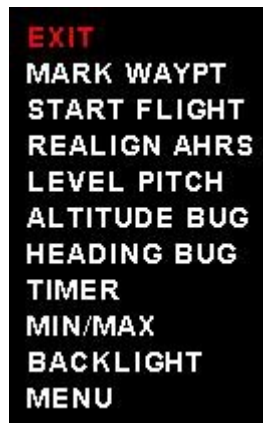 EXIT
MARK WAYPT
START FLIGHT
REALIGN AHRS
LEVEL PITCH
ALTITUDE BUG
HEADING BUG
TIMER
MIN/MAX
BACKLIGHT
MENU